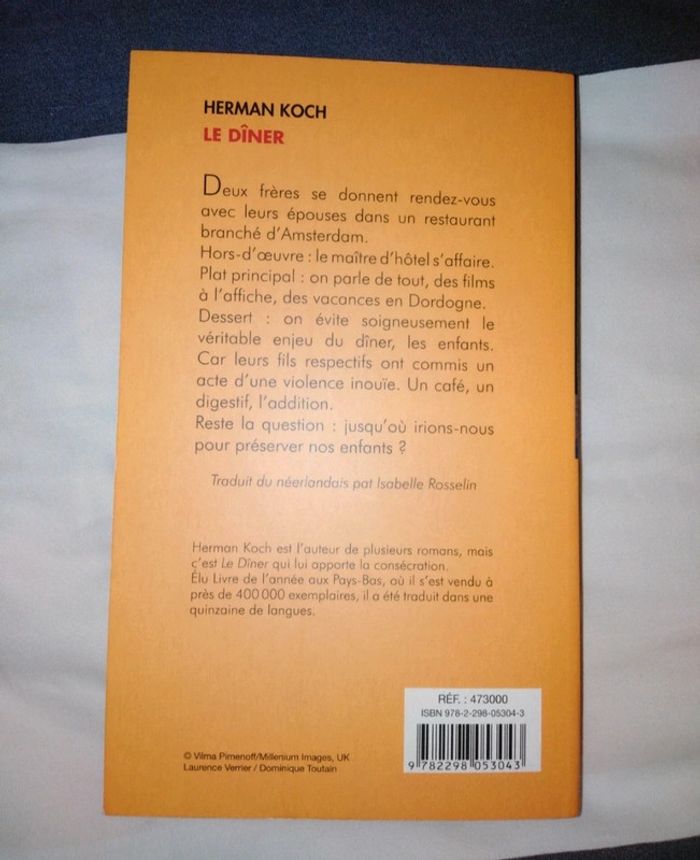 HERMAN KOCH
LE DÎNER
Deux frères se donnent rendez-vous
avec leurs épouses dans un restaurant
branché d'Amsterdam.
Hors-d'œuvre : le maître d'hôtel s'affaire.
Plat principal : on parle de tout, des films
à l'affiche, des vacances en Dordogne.
Dessert : on évite soigneusement le
véritable enjeu du dîner, les enfants.
Car leurs fils respectifs ont commis un
acte d'une violence inouïe. Un café, un
digestif, l'addition.
Reste la question : jusqu'où irions-nous
pour préserver nos enfants ?
Traduit du néerlandais pat Isabelle Rosselin
Herman Koch est l'auteur de plusieurs romans, mais
c'est Le Dîner qui lui apporte la consécration.
Élu Livre de l'année aux Pays-Bas, où il s'est vendu à
près de 400 000 exemplaires, il a été traduit dans une
quinzaine de langues.
RÉF. : 473000
ISBN 978-2-298-05304-3
9 782298 053043
© Vilma Pimenoff/Millenium Images, UK
Laurence Verrier / Dominique Toutain